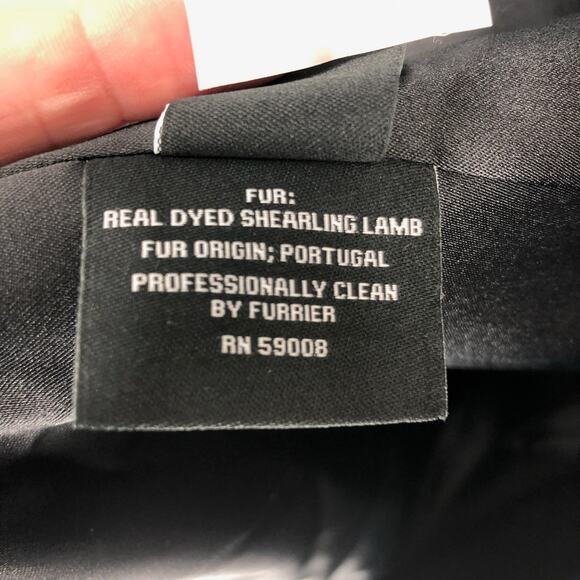 FUR:
REAL DYED SHEARLING LAMB
FUR ORIGIN; PORTUGAL
PROFESSIONALLY CLEAN
BY FURRIER
RN 59008